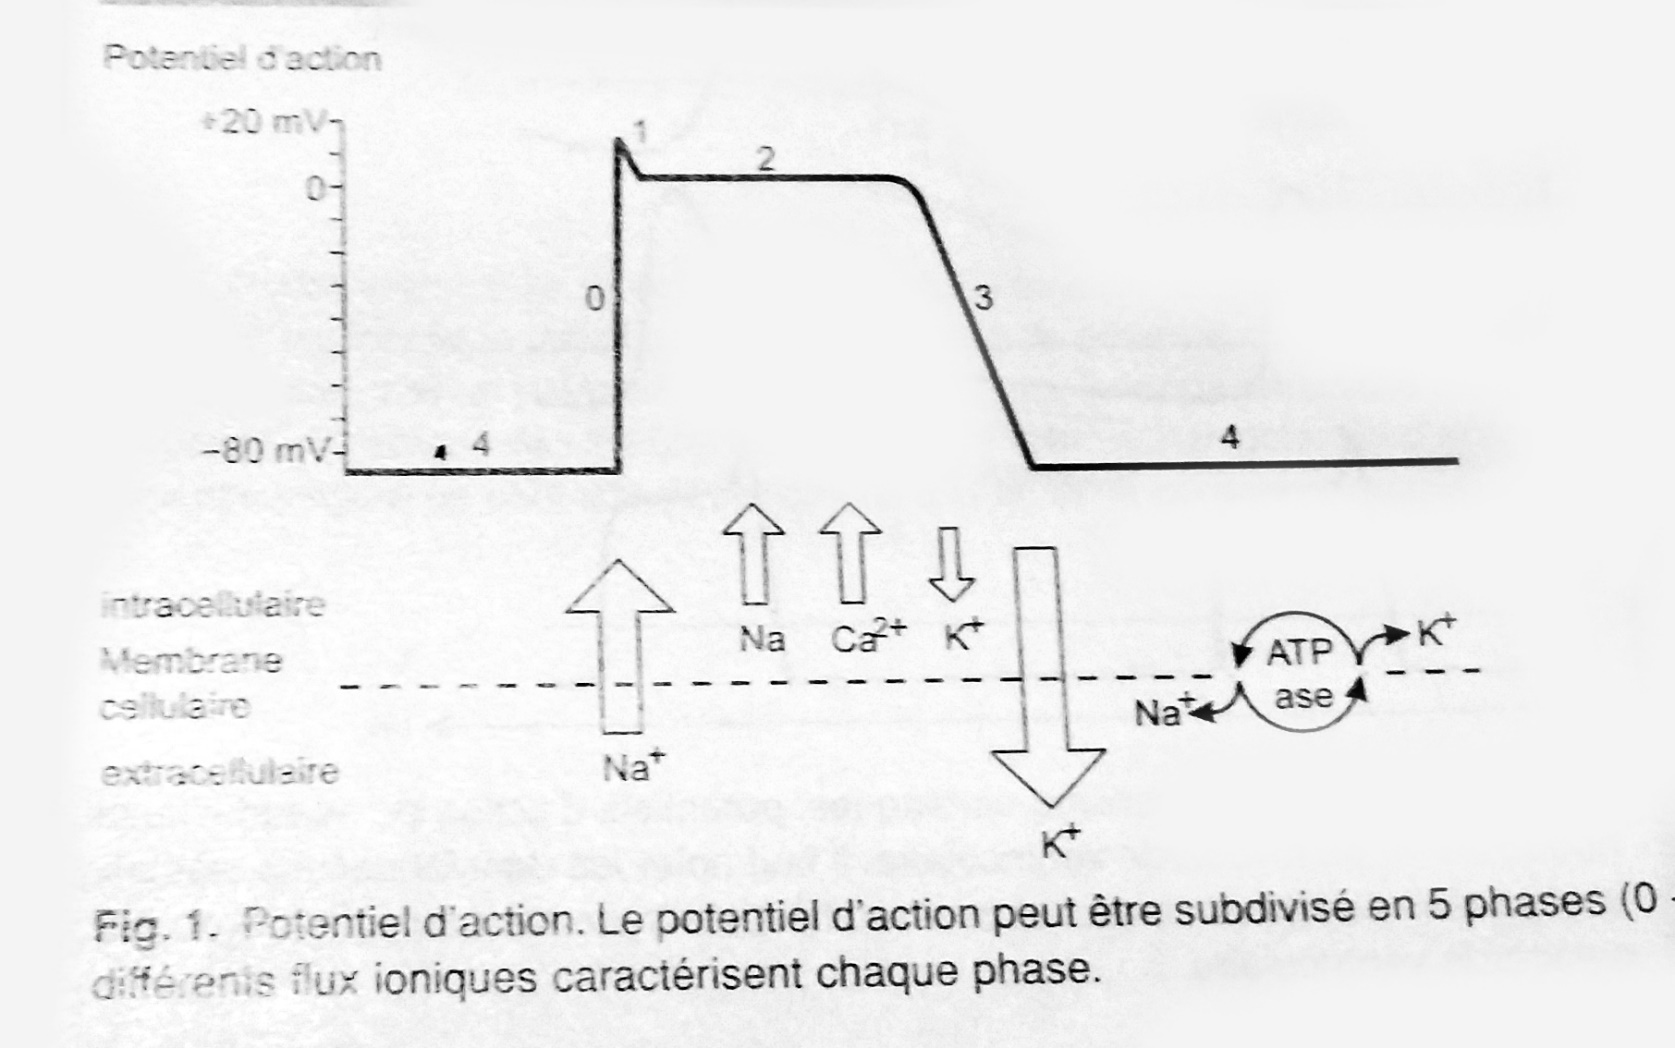 Potentiel d'action
+20 mV
1
2
0
0
3
-80 mV
4
4
intracellulaire
Na
Ca2+
K+
ATP
K+
Membrane
cellulaire
ase
Na+
extracellulaire
Na+
K+
Fig. 1. Potentiel d'action. Le potentiel d'action peut être subdivisé en 5 phases (0 -
différents flux ioniques caractérisent chaque phase.